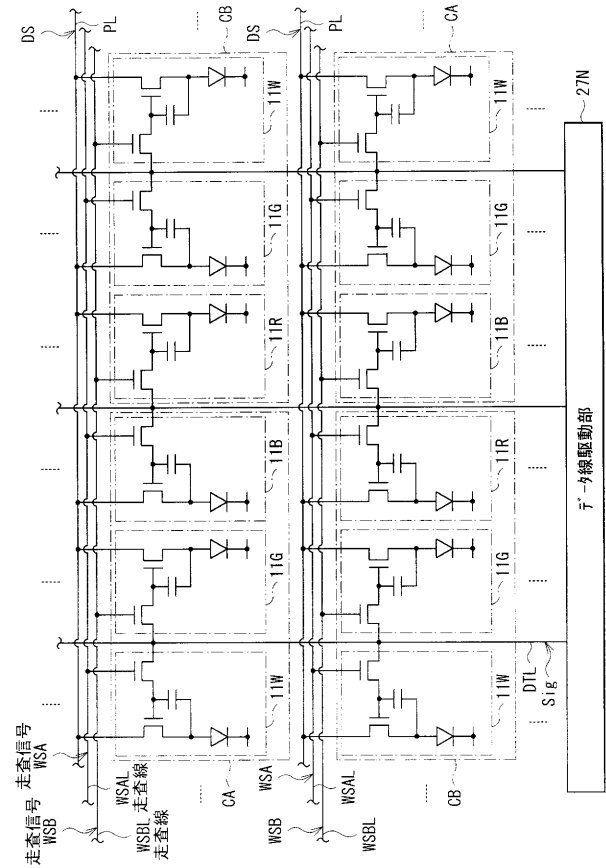 DS
PL
CB
DS
PL
CA
27N
11W
11W
11G
11G
11R
11B
11B
11R
11G
11G
11W
11W
データ線駆動部
DTL
Sig
走査信号
WSA
走査信号
WSB
WSAL
走査線
WSBL
走査線
CA
WSA
WSB
WSAL
WSBL
CB